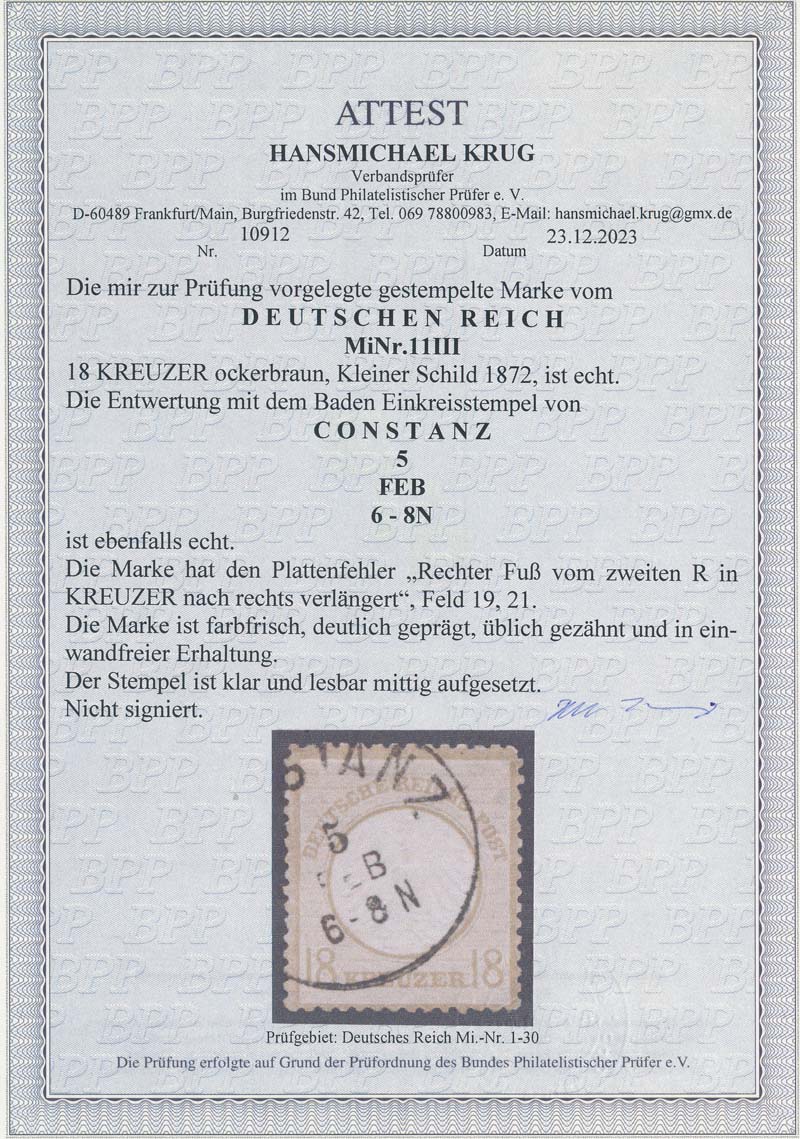 ATTEST
HANSMICHAEL KRUG
Verbandsprüfer
im Bund Philatelistischer Prüfer e. V.
D-60489 Frankfurt/Main, Burgfriedenstr. 42, Tel. 069 78800983, E-Mail: hansmichael.krug@gmx.de
Nr. 10912 Datum 23.12.2023
Die mir zur Prüfung vorgelegte gestempelte Marke vom
DEUTSCHEN REICH
MiNr.11III
18 KREUZER ockerbraun, Kleiner Schild 1872, ist echt.
Die Entwertung mit dem Baden Einkreisstempel von
CONSTANZ
5
FEB
6 - 8N
ist ebenfalls echt.
Die Marke hat den Plattenfehler „Rechter Fuß vom zweiten R in
KREUZER nach rechts verlängert“, Feld 19, 21.
Die Marke ist farbfrisch, deutlich geprägt, üblich gezähnt und in ein-
wandfreier Erhaltung.
Der Stempel ist klar und lesbar mittig aufgesetzt.
Nicht signiert.
STANZ
DEUTSCHE REICHS POST
5
B
6 - 8 N
18 KREUZER 18
Prüfgebiet: Deutsches Reich Mi.-Nr. 1-30
Die Prüfung erfolgte auf Grund der Prüfordnung des Bundes Philatelistischer Prüfer e.V.